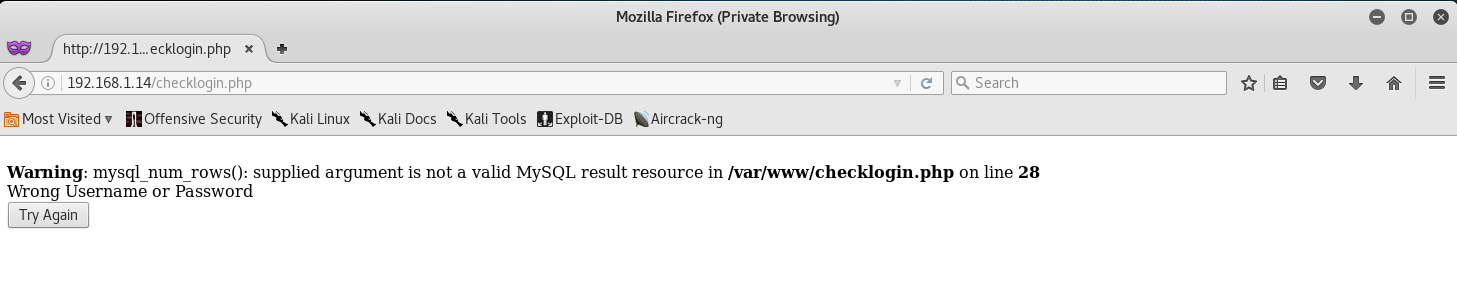 Mozilla Firefox (Private Browsing)
http://192.1...ecklogin.php
192.168.1.14/checklogin.php
Search
Most Visited Offensive Security Kali Linux Kali Docs Kali Tools Exploit-DB Aircrack-ng
Warning: mysql_num_rows(): supplied argument is not a valid MySQL result resource in /var/www/checklogin.php on line 28
Wrong Username or Password
Try Again